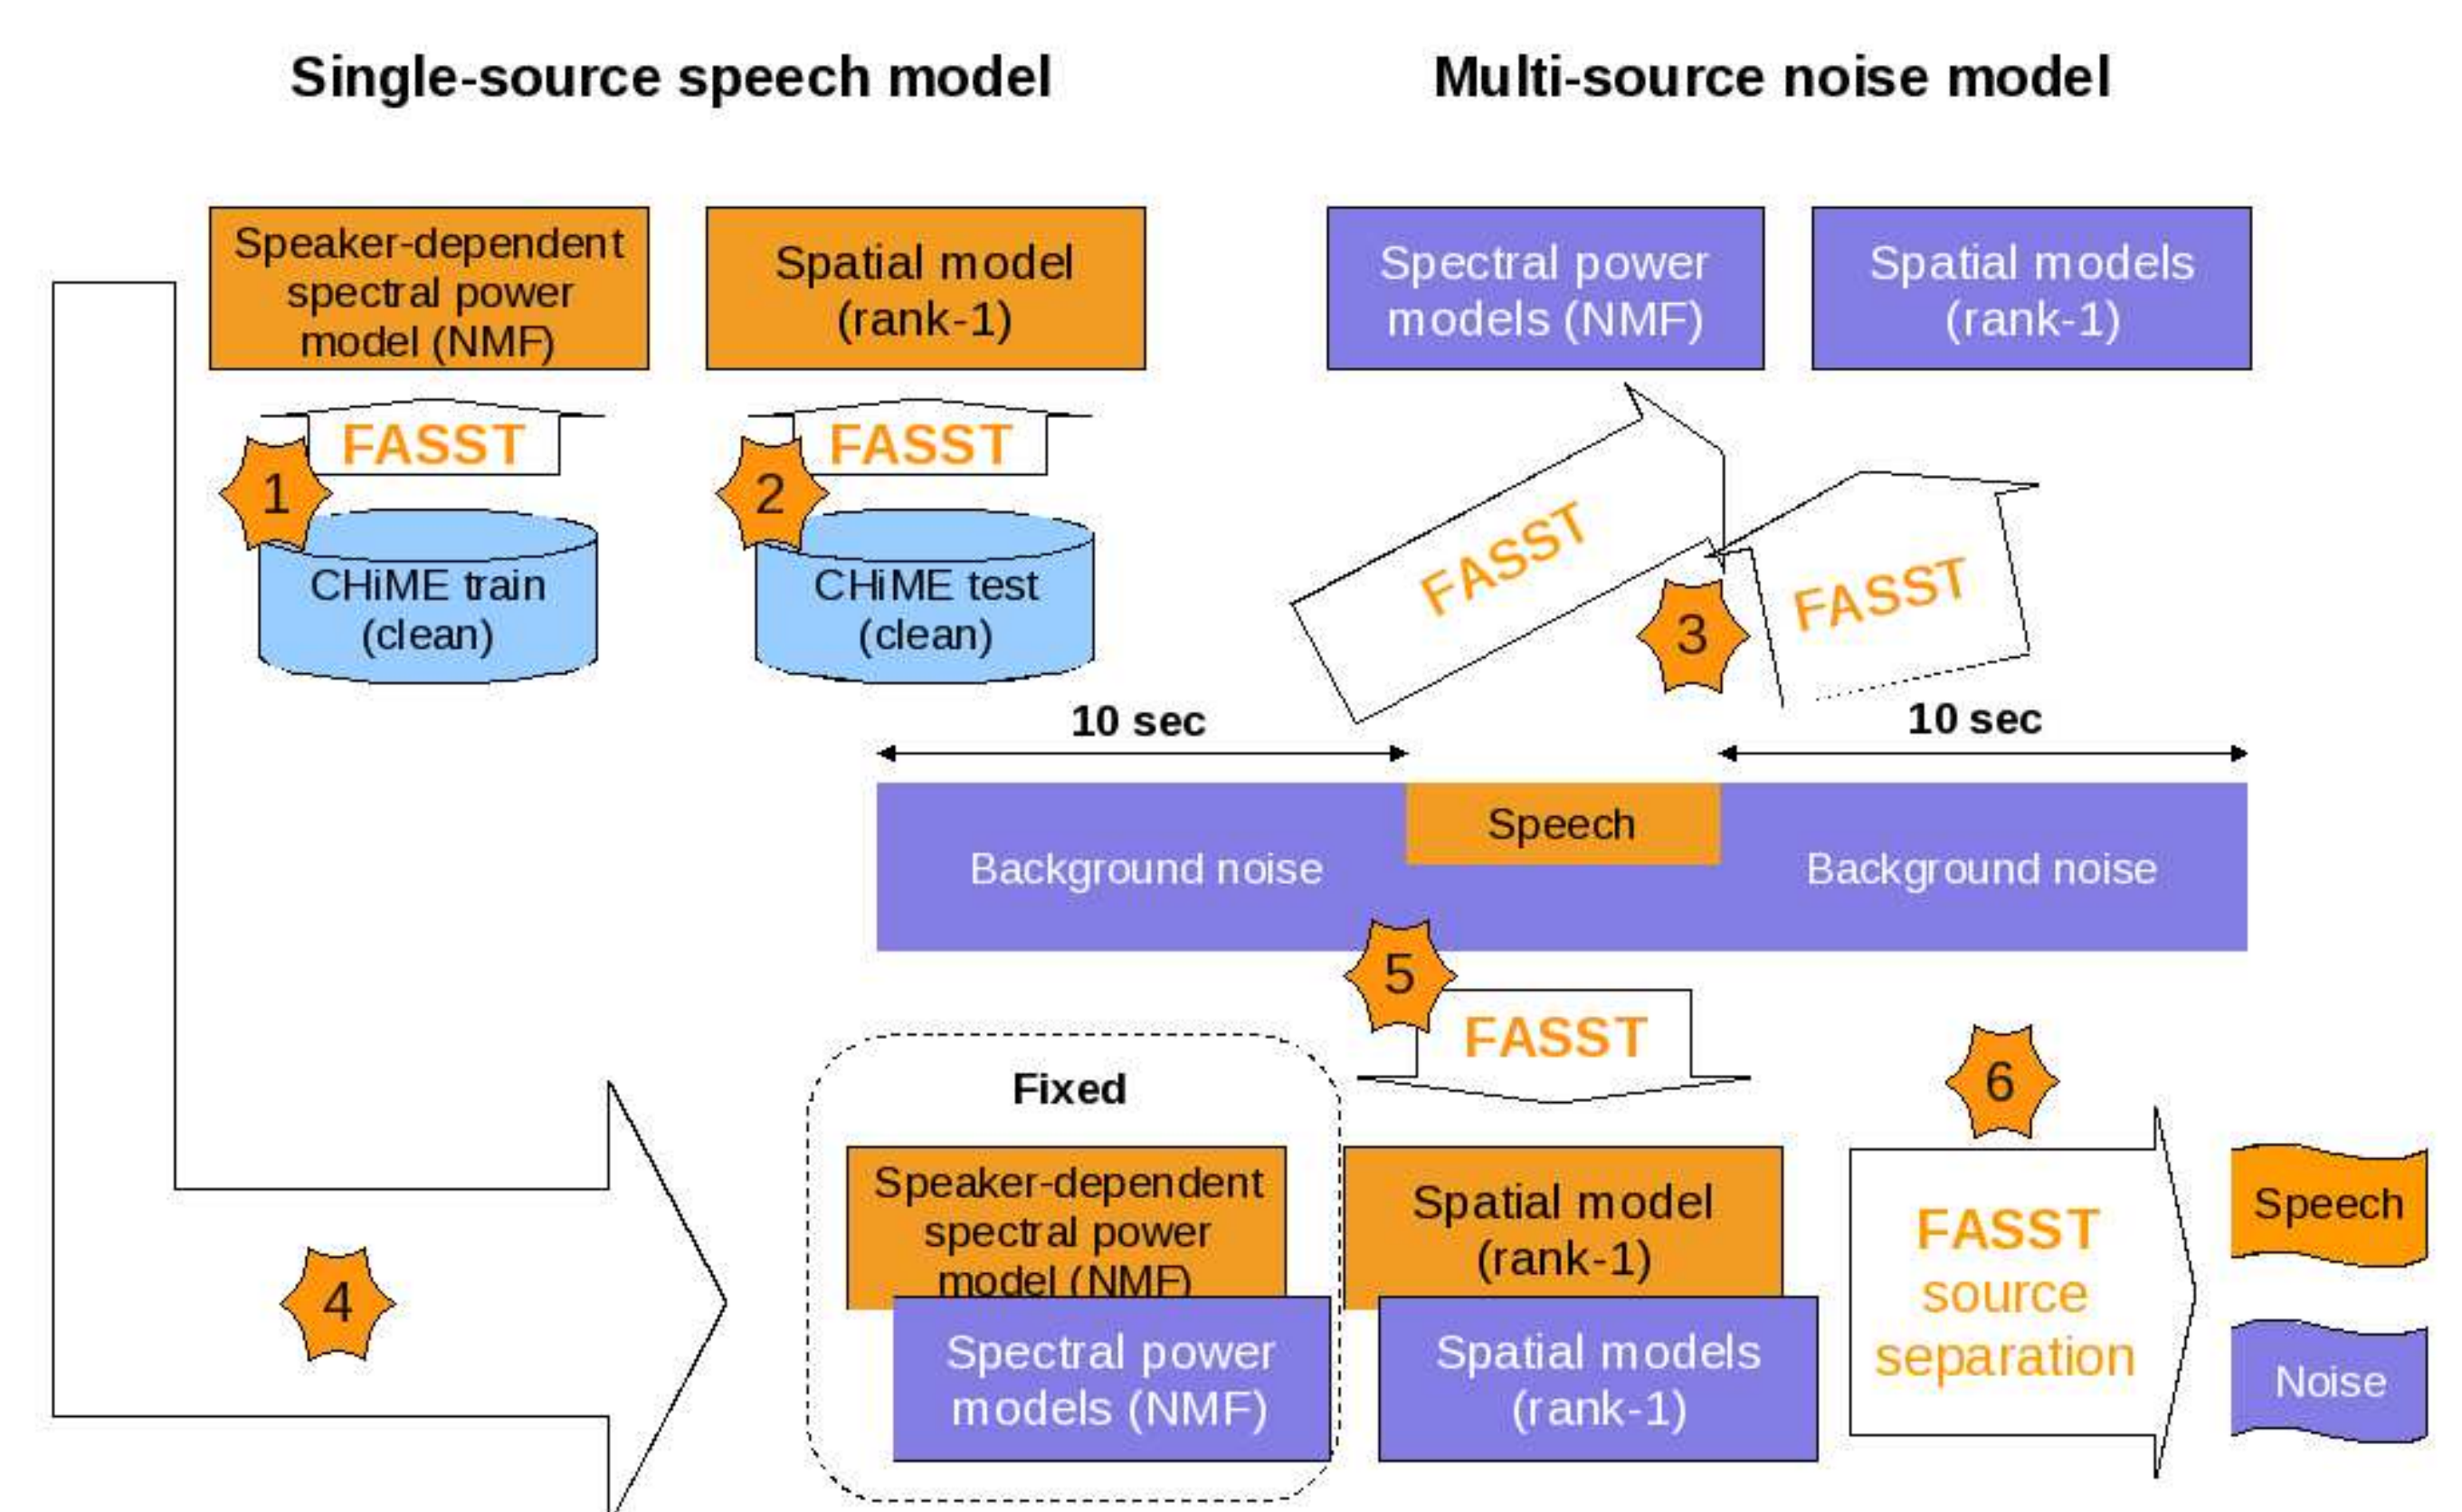 Single-source speech model
Multi-source noise model
Speaker-dependent
spectral power
model (NMF)
Spatial model
(rank-1)
Spectral power
models (NMF)
Spatial models
(rank-1)
FASST
FASST
1
2
CHiME train
(clean)
CHiME test
(clean)
FASST
FASST
3
10 sec
10 sec
Background noise
Speech
Background noise
5
FASST
6
Fixed
Speaker-dependent
spectral power
model (NMF)
Spatial model
(rank-1)
4
Spectral power
models (NMF)
Spatial models
(rank-1)
FASST
source
separation
Speech
Noise